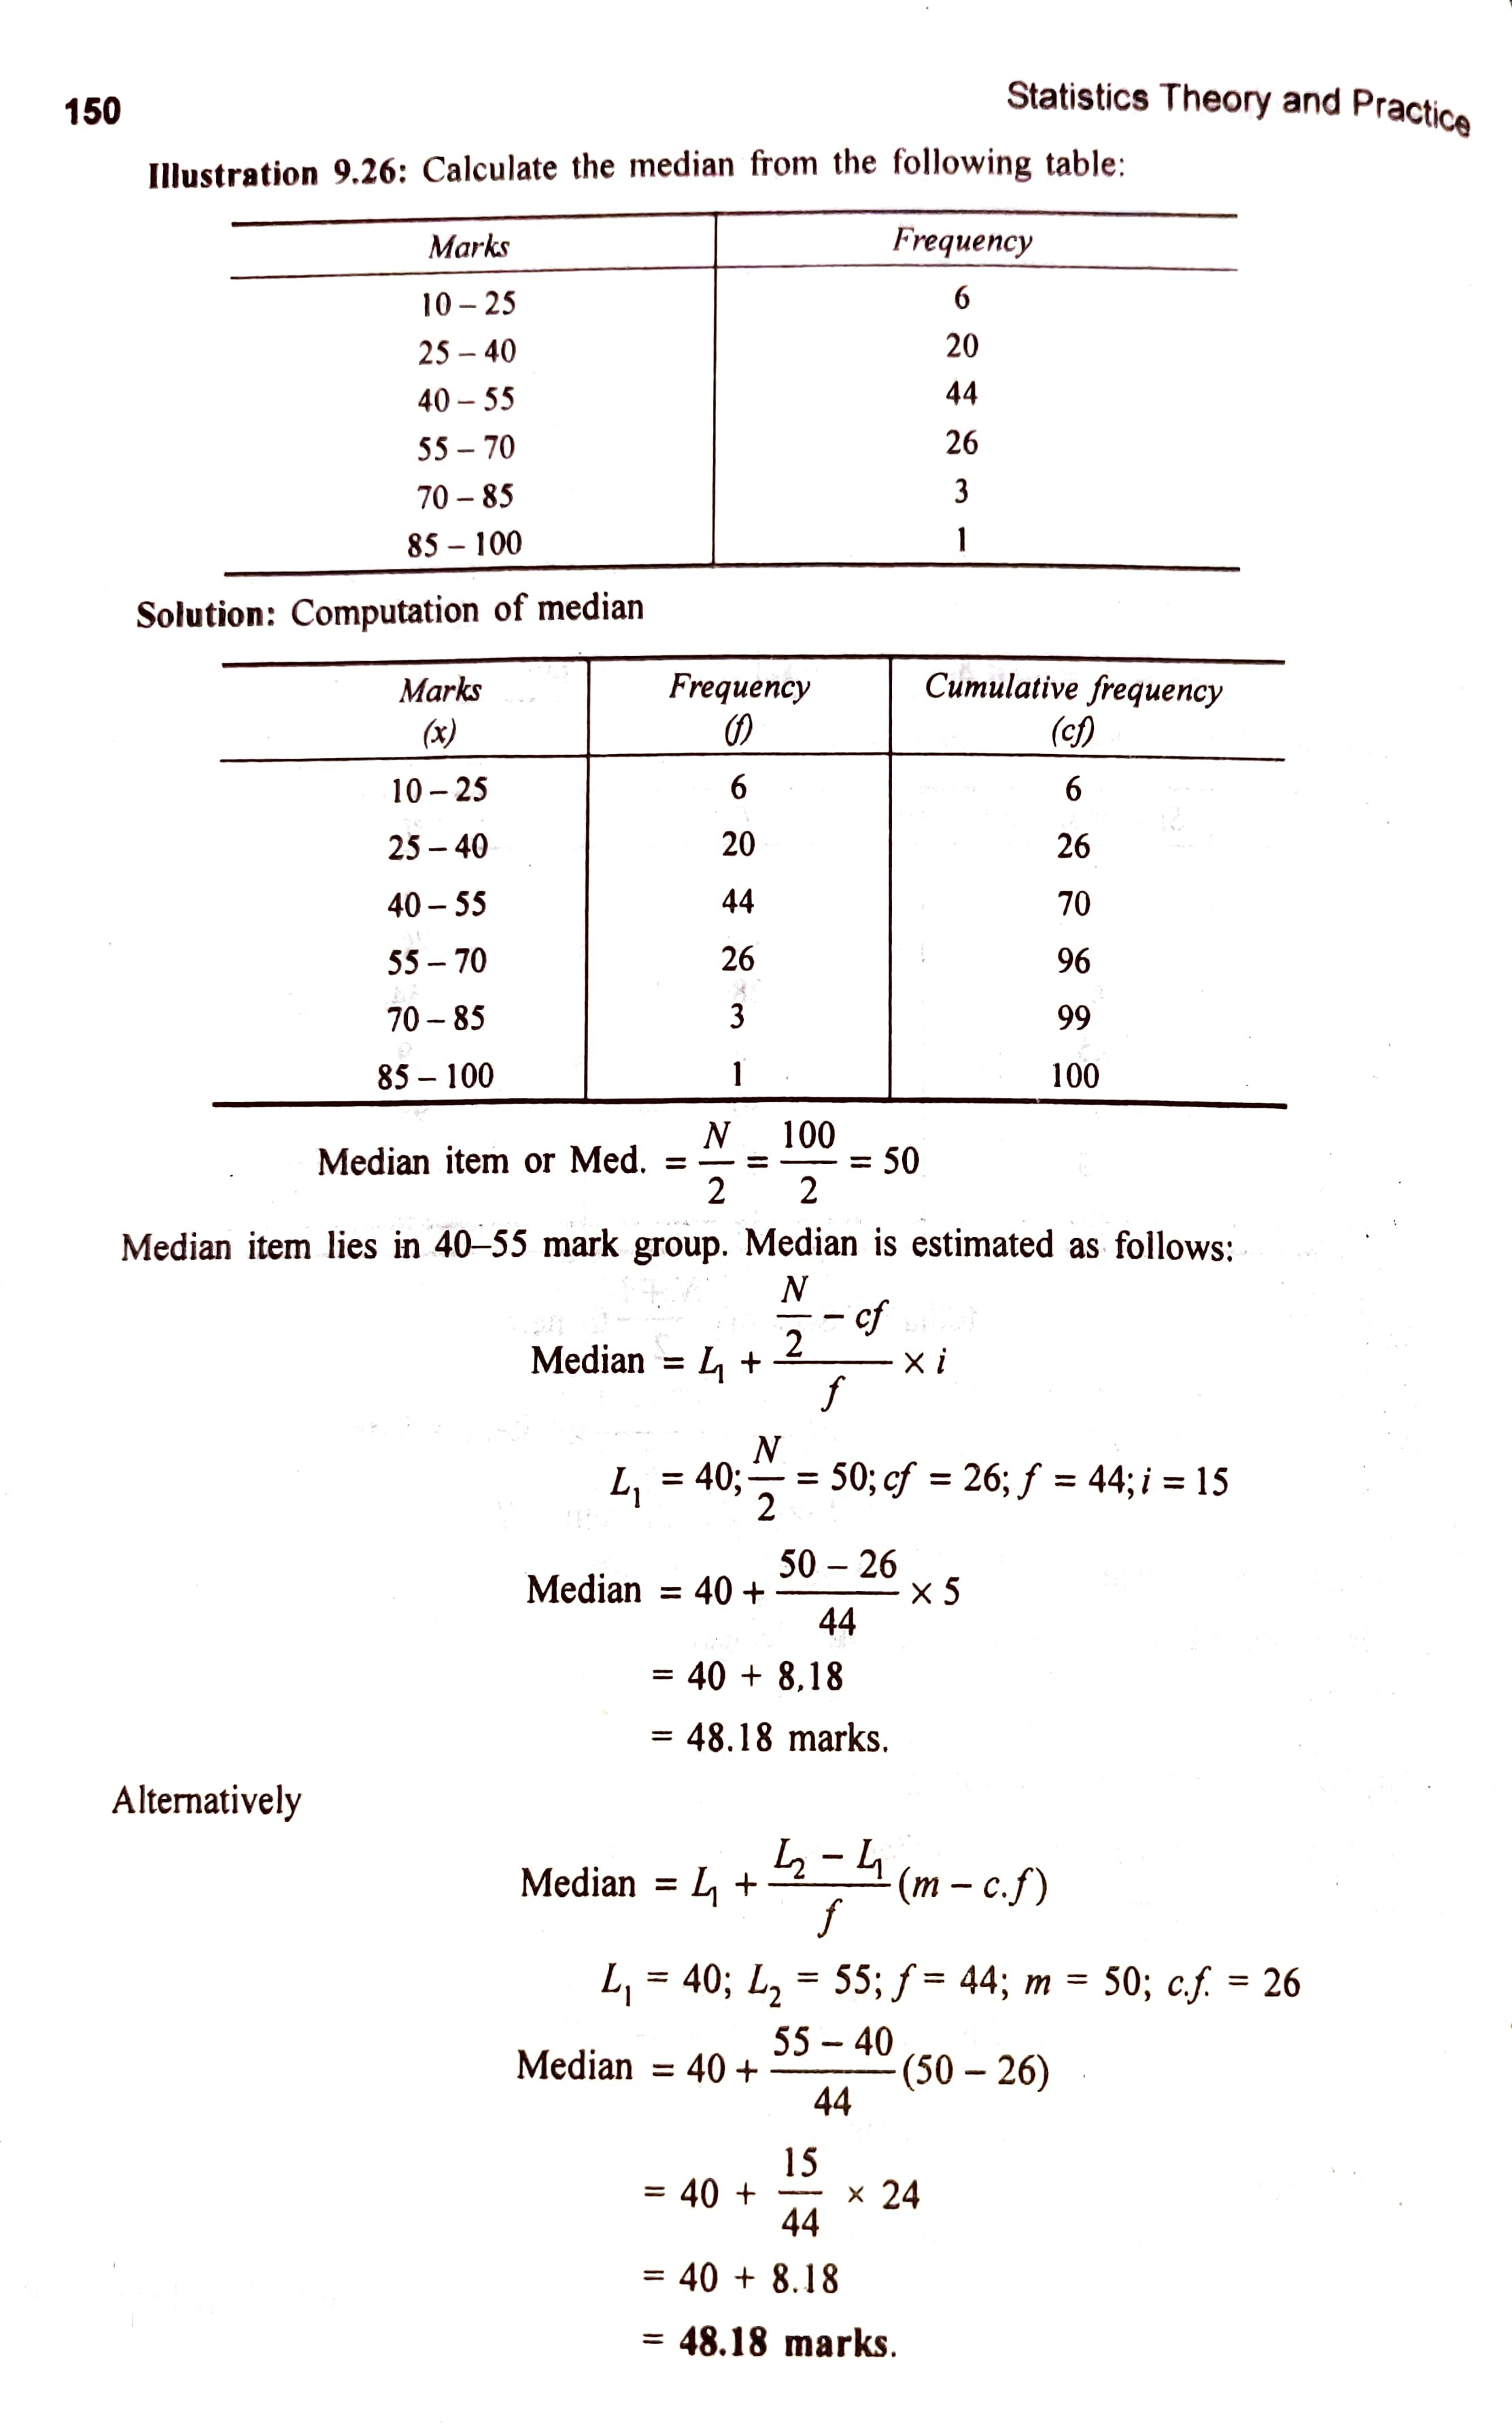 150
Statistics Theory and Practice
Illustration 9.26: Calculate the median from the following table:
Marks Frequency
10 – 25 6
25 – 40 20
40 – 55 44
55 – 70 26
70 – 85 3
85 – 100 1
Solution: Computation of median
Marks Frequency Cumulative frequency
(x) (f) (cf)
10 – 25 6 6
25 – 40 20 26
40 – 55 44 70
55 – 70 26 96
70 – 85 3 99
85 – 100 1 100
Median item or Med. = N/2 = 100/2 = 50
Median item lies in 40–55 mark group. Median is estimated as follows:
Median = L₁ + (N/2 – cf)/f × i
L₁ = 40; N/2 = 50; cf = 26; f = 44; i = 15
Median = 40 + (50 – 26)/44 × 5
= 40 + 8.18
= 48.18 marks.
Alternatively
Median = L₁ + (L₂ – L₁)/f (m – c.f)
L₁ = 40; L₂ = 55; f = 44; m = 50; c.f. = 26
Median = 40 + (55 – 40)/44 (50 – 26)
= 40 + 15/44 × 24
= 40 + 8.18
= 48.18 marks.